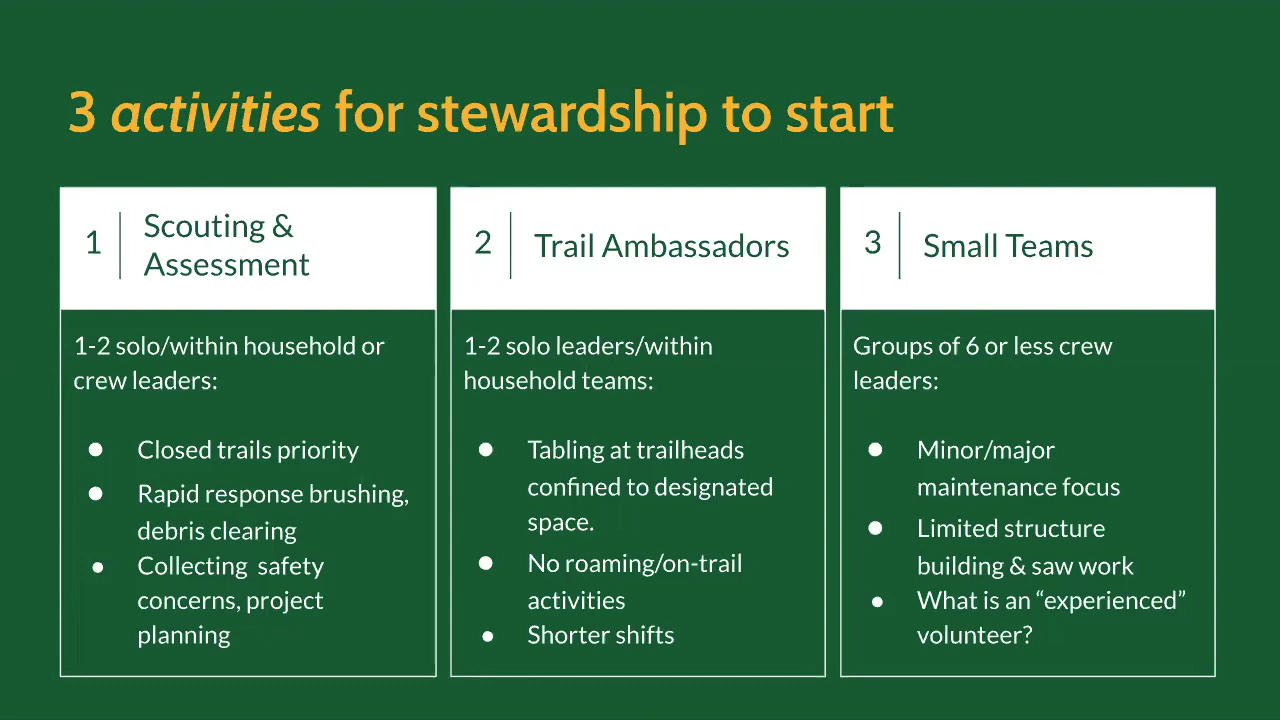 3 activities for stewardship to start
1
Scouting &
Assessment
1-2 solo/within household or
crew leaders:
● Closed trails priority
● Rapid response brushing,
debris clearing
● Collecting safety
concerns, project
planning
2
Trail Ambassadors
1-2 solo leaders/within
household teams:
● Tabling at trailheads
confined to designated
space.
● No roaming/on-trail
activities
● Shorter shifts
3
Small Teams
Groups of 6 or less crew
leaders:
● Minor/major
maintenance focus
● Limited structure
building & saw work
● What is an “experienced”
volunteer?